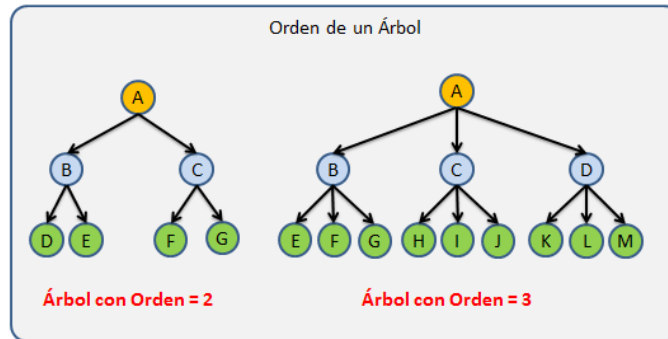 Orden de un Árbol
A
B C
D E F G
Árbol con Orden = 2
A
B C D
E F G H I J K L M
Árbol con Orden = 3